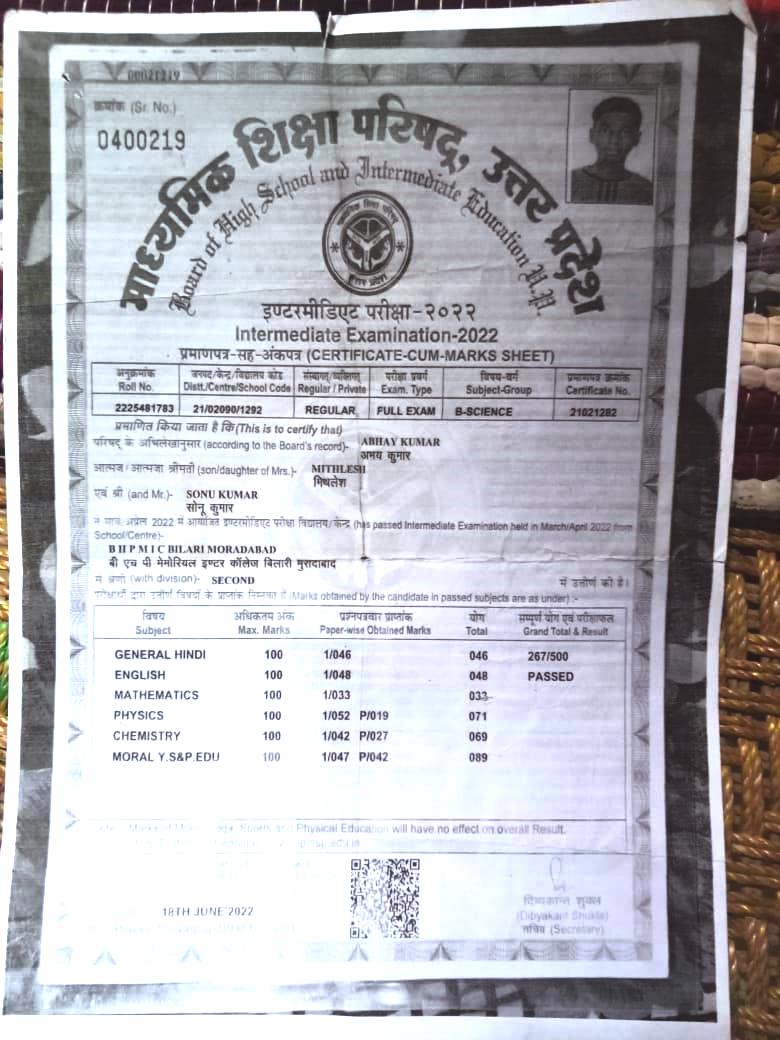 00021219
क्रमांक (Sr. No.)
0400219
माध्यमिक शिक्षा परिषद्, उत्तर प्रदेश
Board of High School and Intermediate Education U.P.
माध्यमिक शिक्षा परिषद्
उत्तर प्रदेश
इण्टरमीडिएट परीक्षा-२०२२
Intermediate Examination-2022
प्रमाणपत्र-सह-अंकपत्र (CERTIFICATE-CUM-MARKS SHEET)
अनुक्रमांक जनपद/केन्द्र/विद्यालय कोड संस्थागत/व्यक्तिगत परीक्षा प्रवर्ग विषय-वर्ग प्रमाणपत्र क्रमांक
Roll No. Distt./Centre/School Code Regular / Private Exam. Type Subject-Group Certificate No.
2225481783 21/02090/1292 REGULAR FULL EXAM B-SCIENCE 21021282
प्रमाणित किया जाता है कि(This is to certify that)
परिषद् के अभिलेखानुसार (according to the Board's record)- ABHAY KUMAR
अभय कुमार
आत्मज/आत्मजा श्रीमती (son/daughter of Mrs.)- MITHLESH
मिथलेश
एवं श्री (and Mr.)- SONU KUMAR
सोनू कुमार
ने मार्च/अप्रैल 2022 में आयोजित इण्टरमीडिएट परीक्षा विद्यालय/केन्द्र (has passed Intermediate Examination held in March/April 2022 from
School/Centre)-
B H P M I C BILARI MORADABAD
बी एच पी मेमोरियल इण्टर कॉलेज बिलारी मुरादाबाद
में श्रेणी (with division)- SECOND में उत्तीर्ण की है।
परीक्षार्थी द्वारा उत्तीर्ण विषयों के प्राप्तांक निम्नवत हैं (Marks obtained by the candidate in passed subjects are as under) :-
विषय अधिकतम अंक प्रश्नपत्रवार प्राप्तांक योग सम्पूर्ण योग एवं परीक्षाफल
Subject Max. Marks Paper-wise Obtained Marks Total Grand Total & Result
GENERAL HINDI 100 1/046 046 267/500
ENGLISH 100 1/048 048 PASSED
MATHEMATICS 100 1/033 033
PHYSICS 100 1/052 P/019 071
CHEMISTRY 100 1/042 P/027 069
MORAL Y.S&P.EDU 100 1/047 P/042 089
Marks of Sports and Physical Education will have no effect on overall Result.
18TH JUNE'2022
दिव्यकान्त शुक्ल
(Dibyakant Shukla)
सचिव (Secretary)